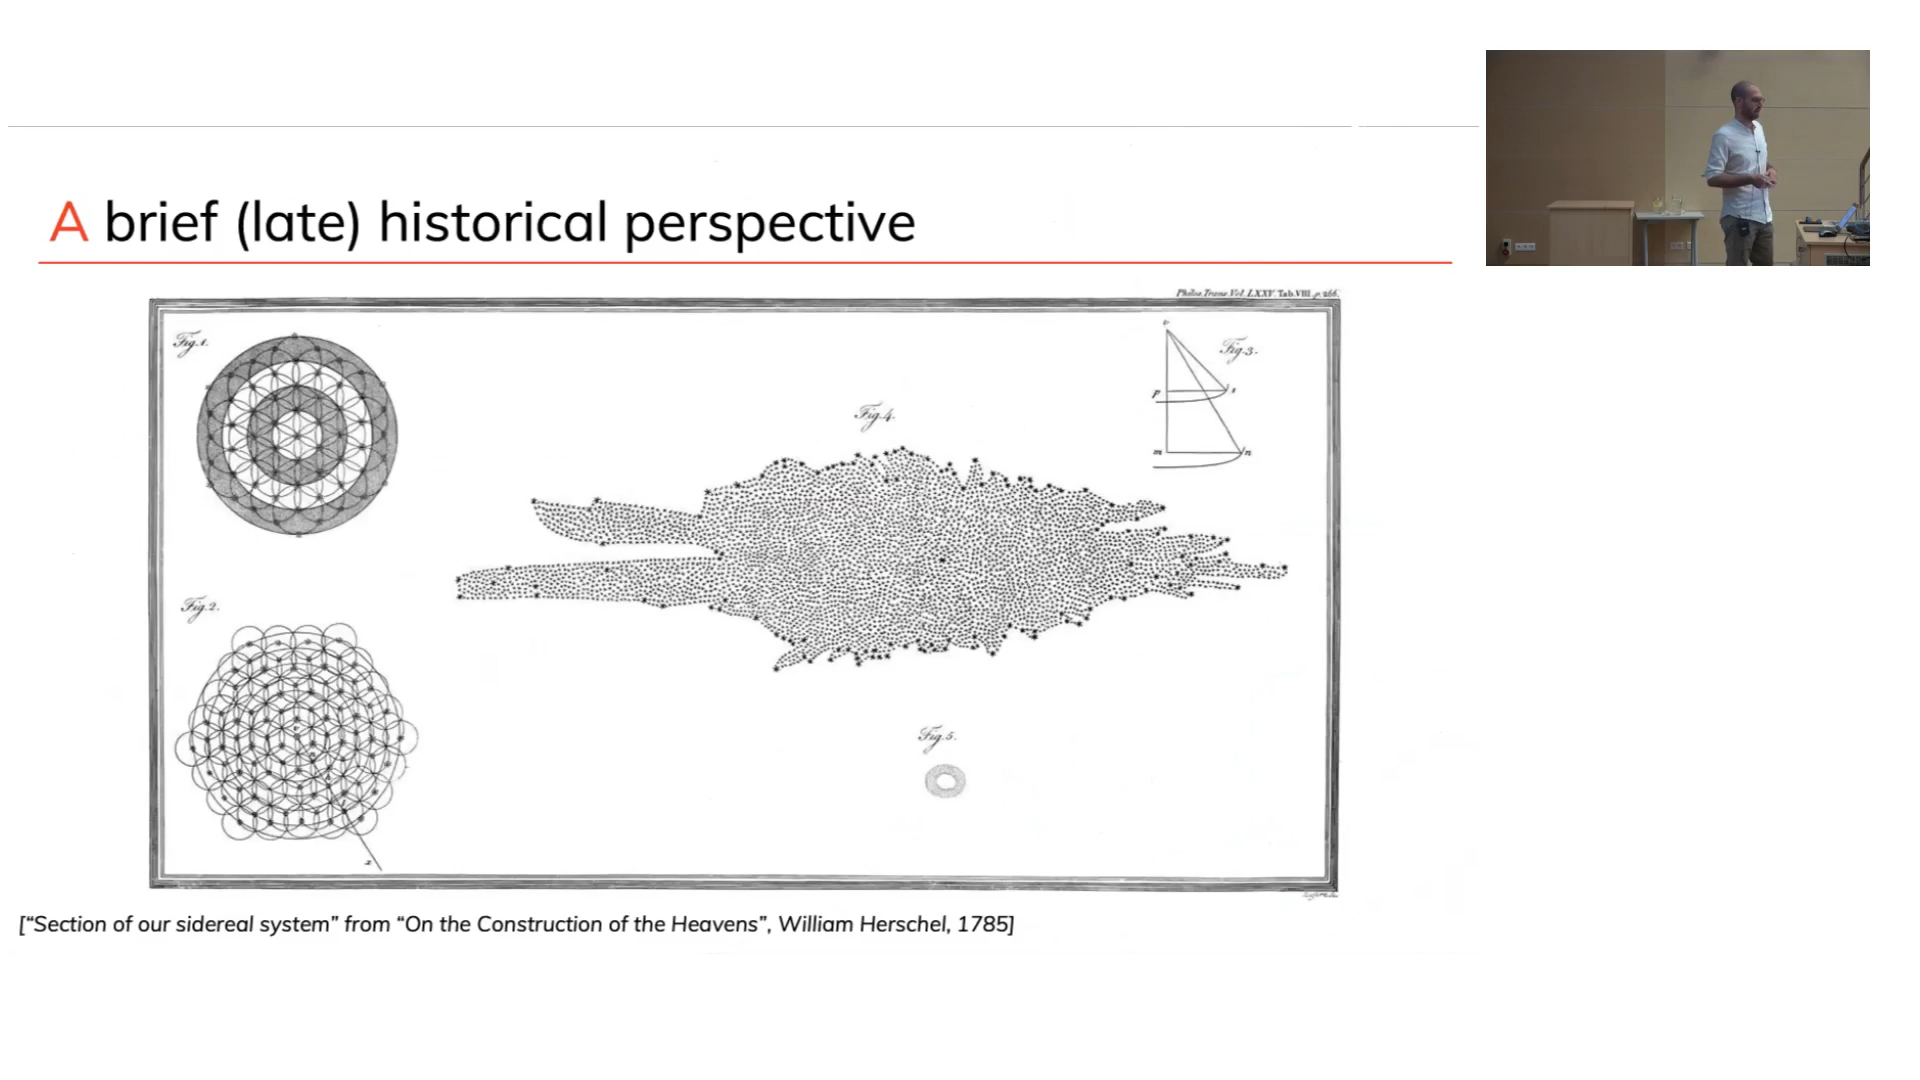 A brief (late) historical perspective
Philos. Trans. Vol. LXXV. Tab. VIII. p. 266.
Fig. 1.
Fig. 3.
p
m
n
Fig. 4.
Fig. 2.
Fig. 5.
[“Section of our sidereal system” from “On the Construction of the Heavens”, William Herschel, 1785]